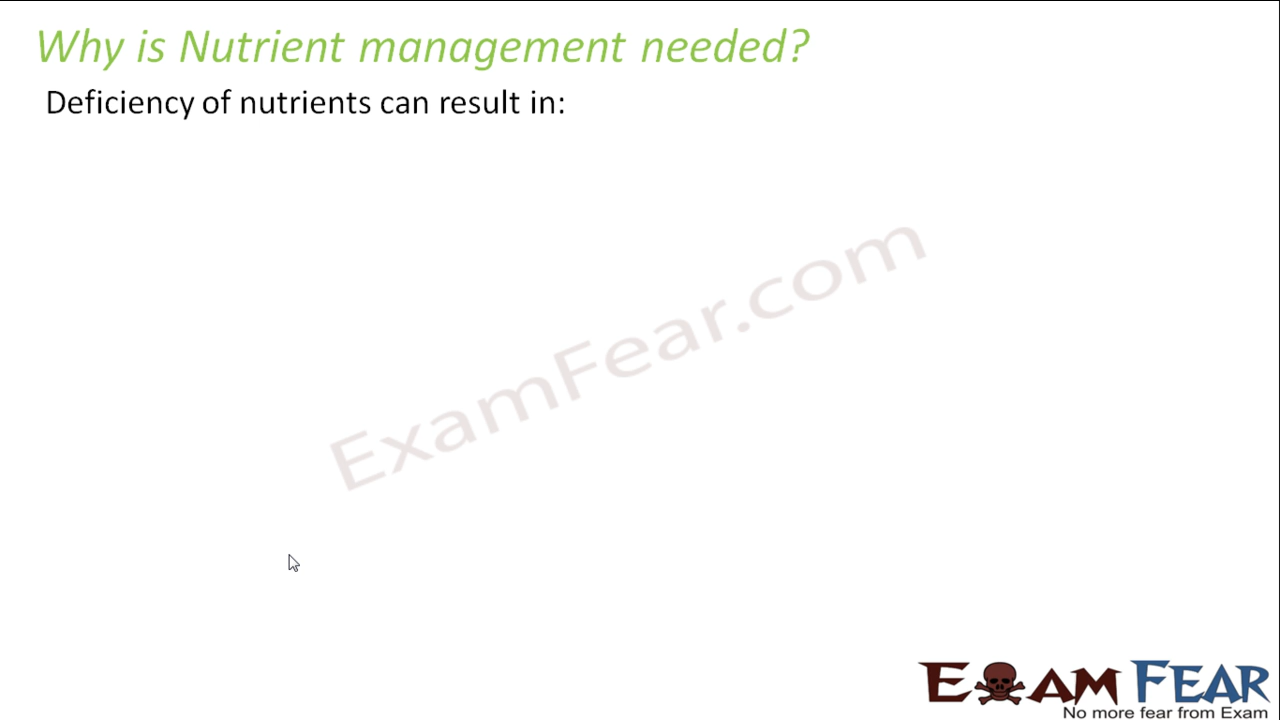 Why is Nutrient management needed?
Deficiency of nutrients can result in:
ExamFear.com
EXAM FEAR
No more fear from Exam